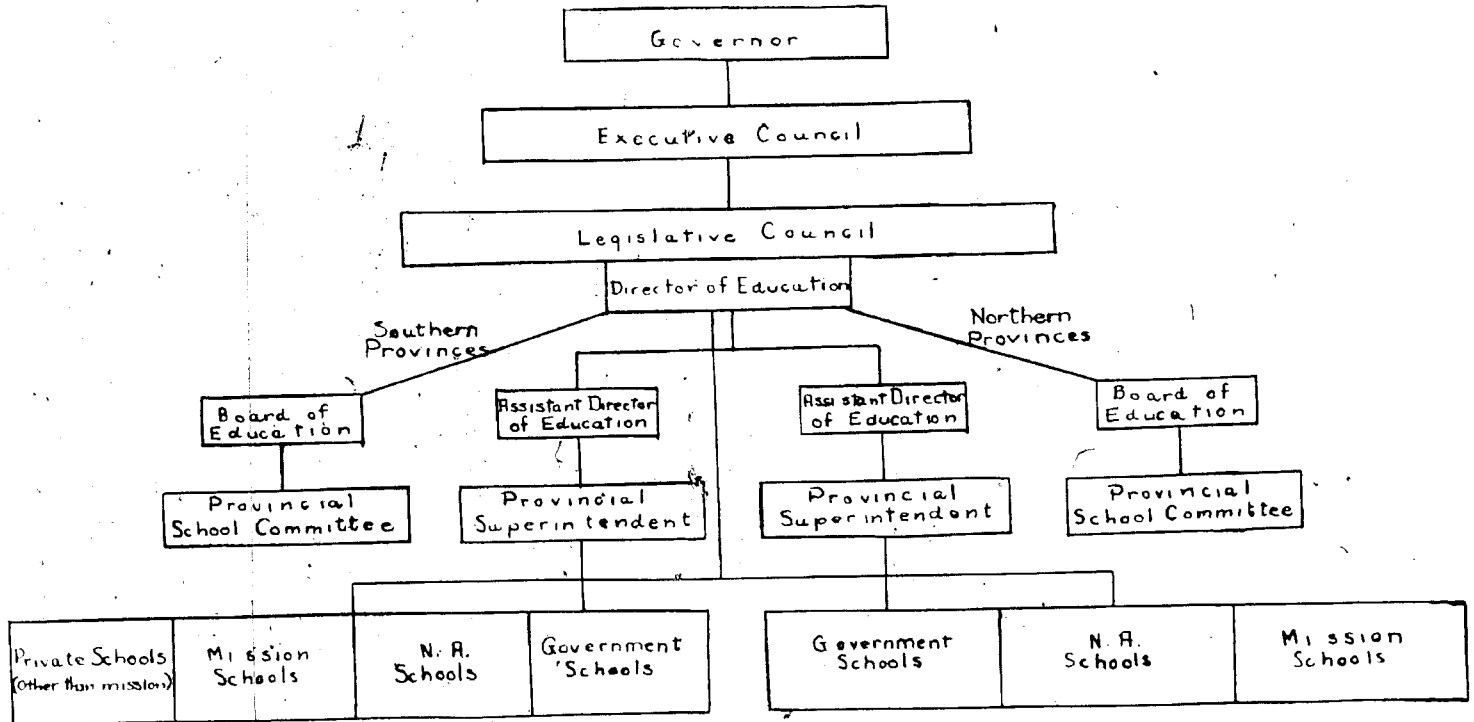 Governor
Executive Council
Legislative Council
Director of Education
Southern
Provinces
Northern
Provinces
Board of
Education
Assistant Director
of Education
Assistant Director
of Education
Board of
Education
Provincial
School Committee
Provincial
Superintendent
Provincial
Superintendent
Provincial
School Committee
Private Schools
(other than mission)
Mission
Schools
N. A.
Schools
Government
Schools
Government
Schools
N. A.
Schools
Mission
Schools